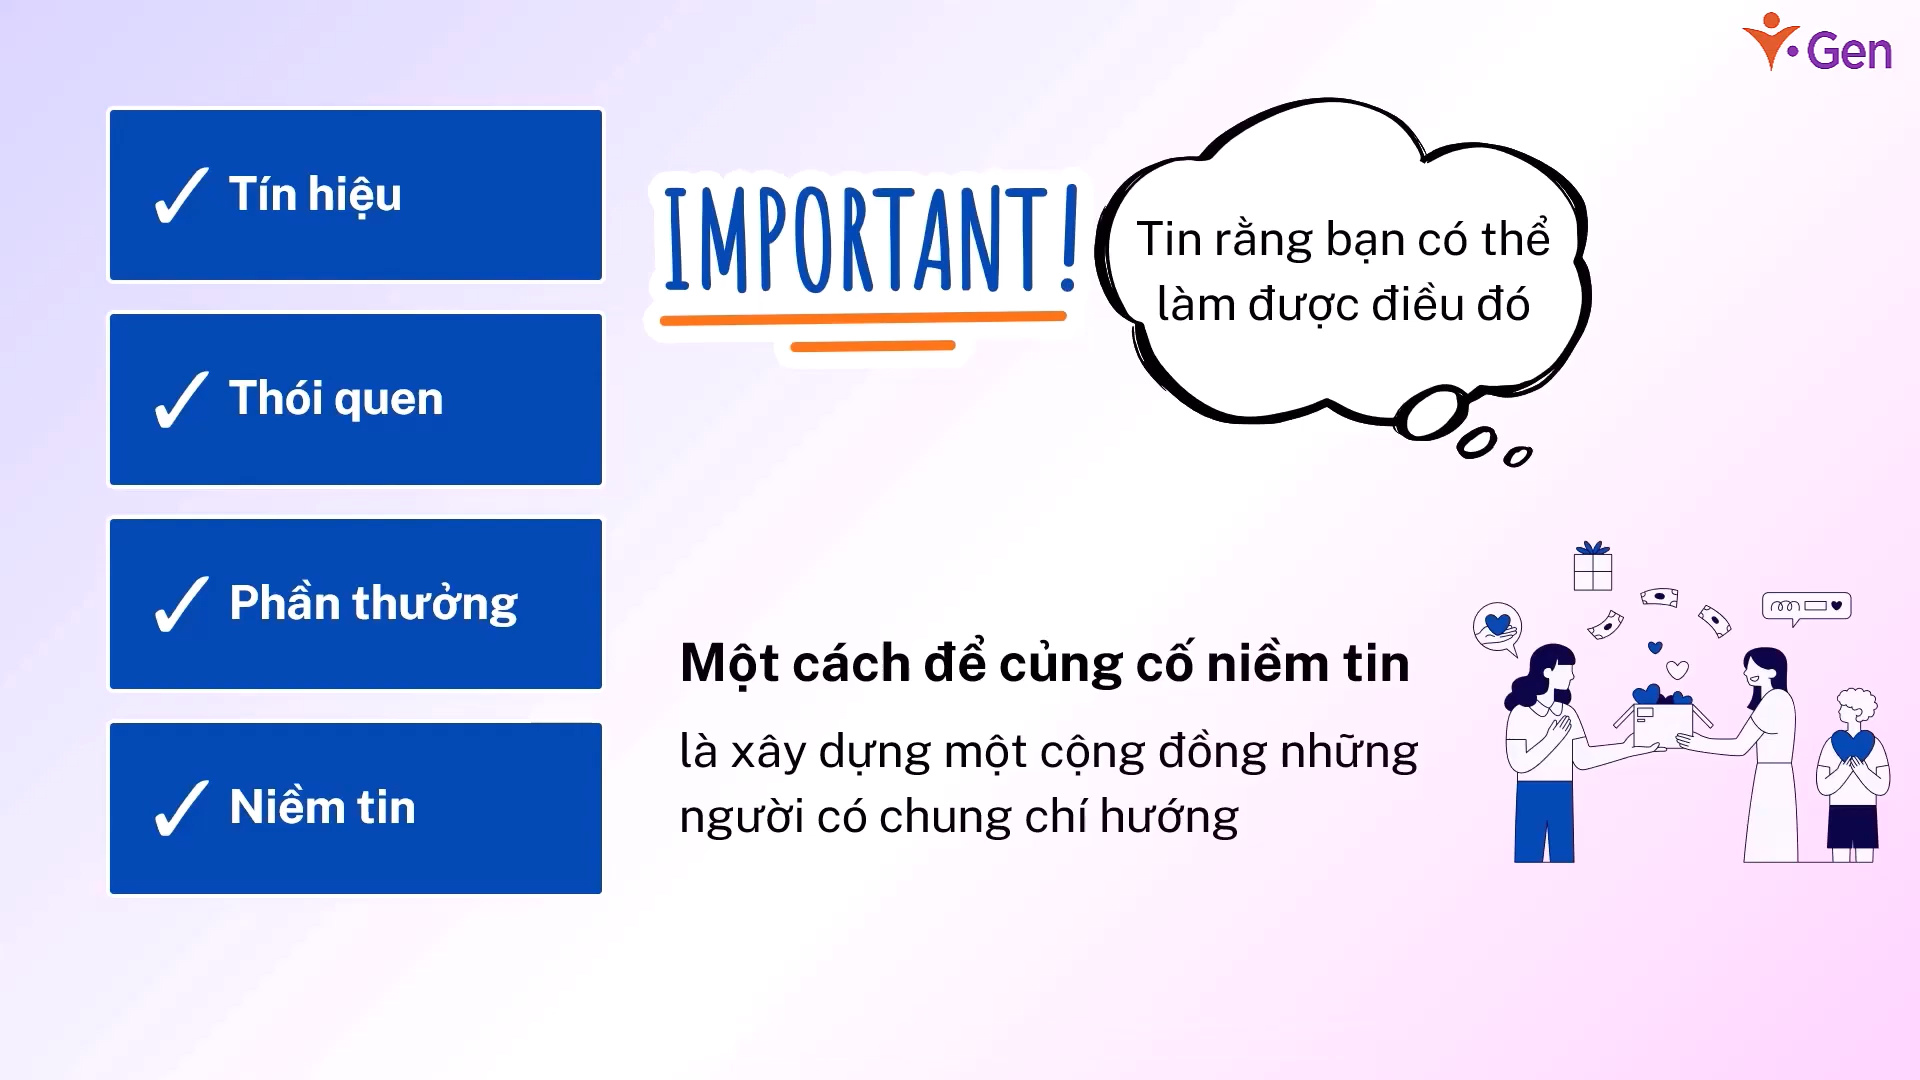 Gen
Tín hiệu
Thói quen
Phần thưởng
Niềm tin
IMPORTANT!
Tin rằng bạn có thể
làm được điều đó
Một cách để củng cố niềm tin
là xây dựng một cộng đồng những
người có chung chí hướng